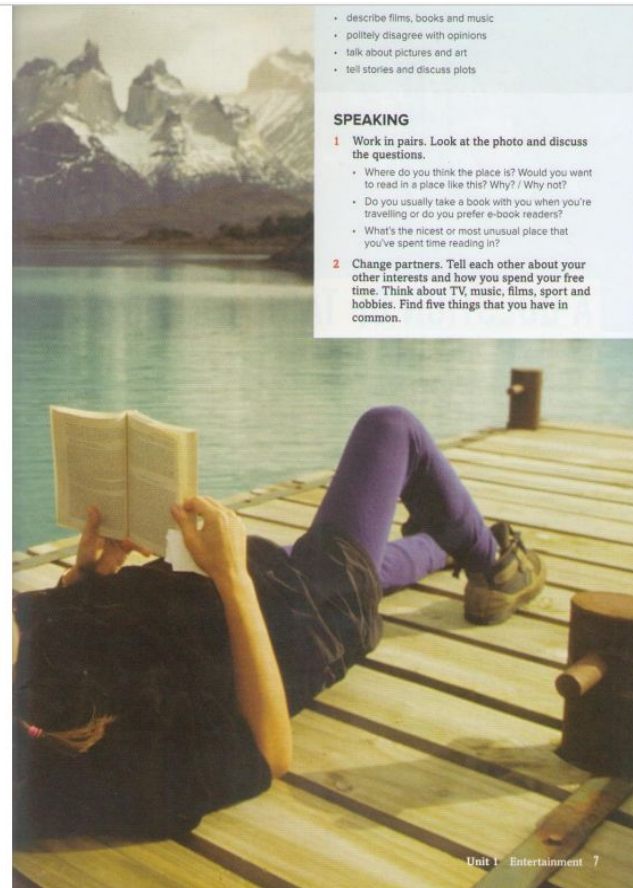 • describe films, books and music
• politely disagree with opinions
• talk about pictures and art
• tell stories and discuss plots
SPEAKING
1 Work in pairs. Look at the photo and discuss
the questions.
• Where do you think the place is? Would you want
to read in a place like this? Why? / Why not?
• Do you usually take a book with you when you're
travelling or do you prefer e-book readers?
• What's the nicest or most unusual place that
you've spent time reading in?
2 Change partners. Tell each other about your
other interests and how you spend your free
time. Think about TV, music, films, sport and
hobbies. Find five things that you have in
common.
Unit 1 Entertainment 7